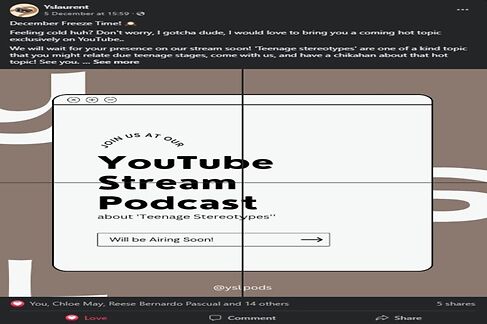 Yslaurent
5 December at 15:59
December Freeze Time!
Feeling cold huh? Don't worry, I gotcha dude, I would love to bring you a coming hot topic
exclusively on YouTube..
We will wait for your presence on our stream soon! 'Teenage stereotypes' are one of a kind topic
that you might relate due teenage stages, come with us, and have a chikahan about that hot
topic! See you. ... See more
JOIN US AT OUR
YouTube
Stream
Podcast
about 'Teenage Stereotypes''
Will be Airing Soon!
@yslpods
You, Chloe May, Reese Bernardo Pascual and 14 others 5 shares
Love Comment Share